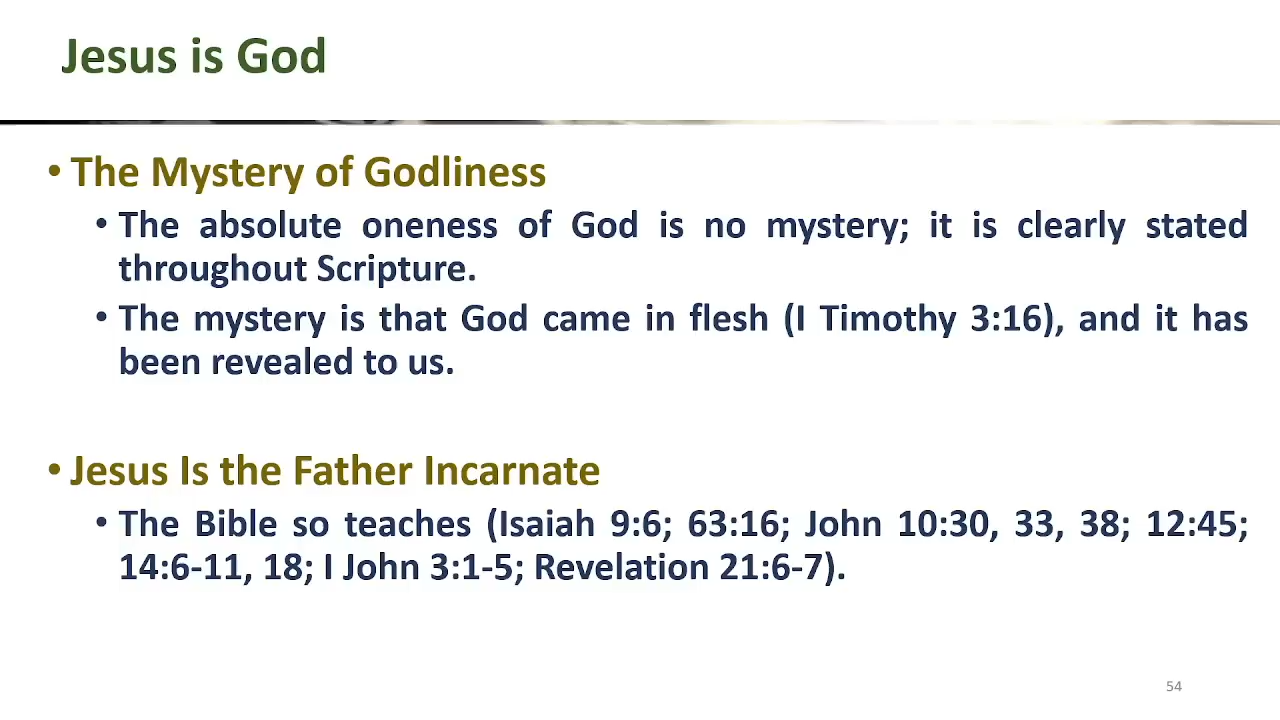 Jesus is God
• The Mystery of Godliness
• The absolute oneness of God is no mystery; it is clearly stated
throughout Scripture.
• The mystery is that God came in flesh (I Timothy 3:16), and it has
been revealed to us.
• Jesus Is the Father Incarnate
• The Bible so teaches (Isaiah 9:6; 63:16; John 10:30, 33, 38; 12:45;
14:6-11, 18; I John 3:1-5; Revelation 21:6-7).
54